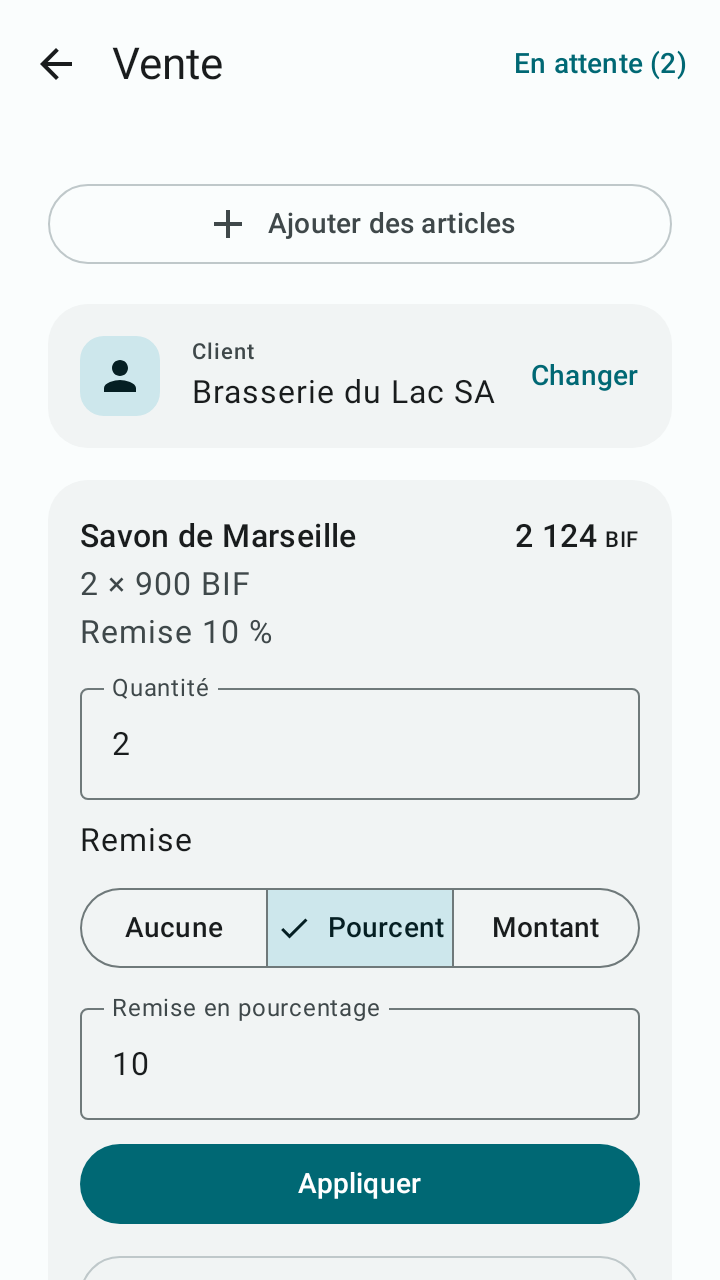 Vente
En attente (2)
Ajouter des articles
Client
Brasserie du Lac SA
Changer
Savon de Marseille
2 124 BIF
2 × 900 BIF
Remise 10 %
Quantité
2
Remise
Aucune
Pourcent
Montant
Remise en pourcentage
10
Appliquer